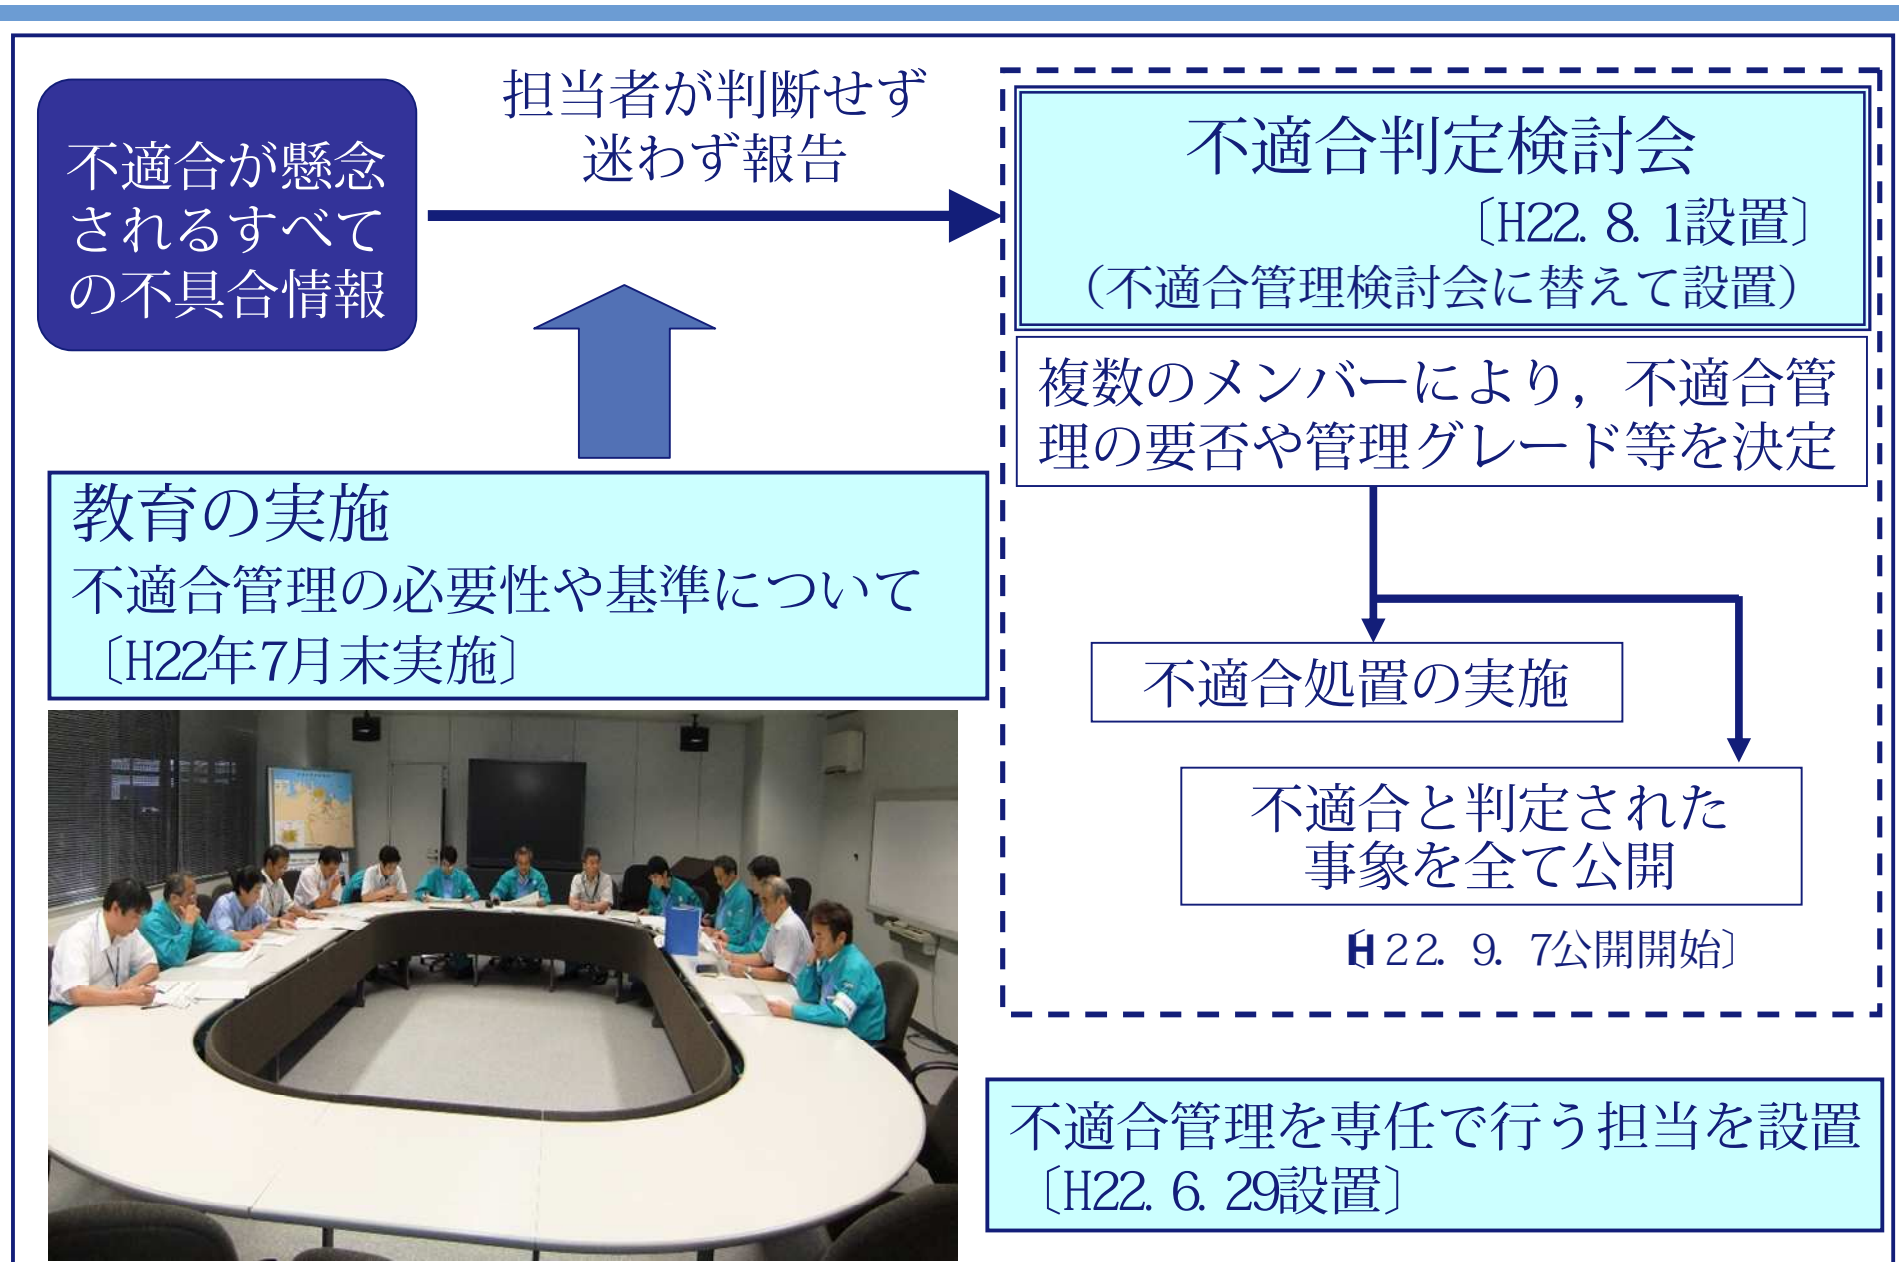 不適合が懸念
されるすべて
の不具合情報
担当者が判断せず
迷わず報告
不適合判定検討会
〔H22. 8. 1設置〕
（不適合管理検討会に替えて設置）
複数のメンバーにより，不適合管
理の要否や管理グレード等を決定
教育の実施
不適合管理の必要性や基準について
〔H22年7月末実施〕
不適合処置の実施
不適合と判定された
事象を全て公開
〔H22. 9. 7公開開始〕
不適合管理を専任で行う担当を設置
〔H22. 6. 29設置〕